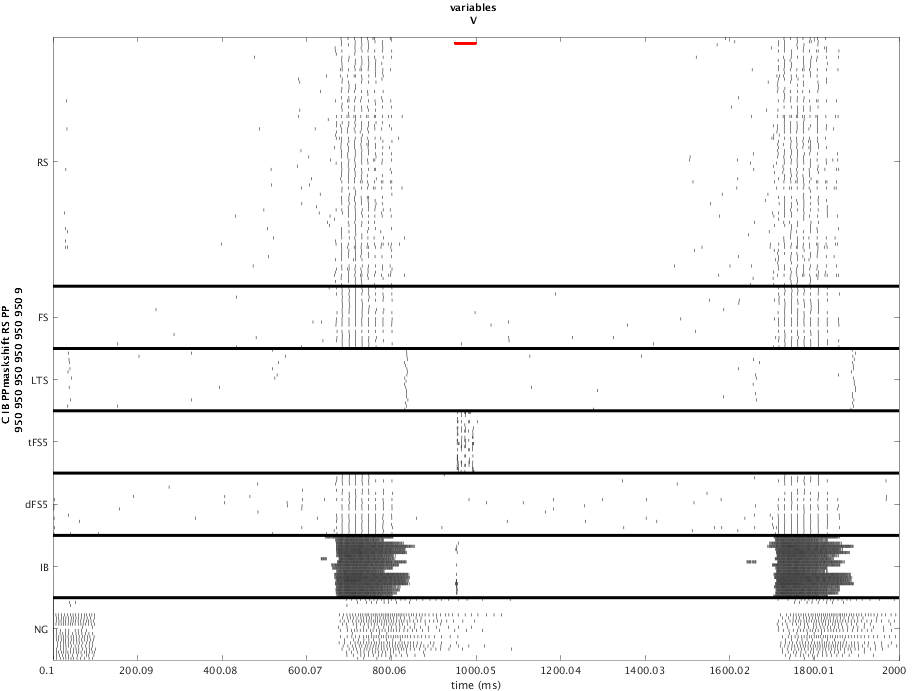 variables
V
C IB PPmaskshift RS PP
950 950 950 950 950 950 950 9
RS
FS
LTS
tFS5
dFS5
IB
NG
0.1
200.09
400.08
600.07
800.06
1000.05
1200.04
1400.03
1600.02
1800.01
2000
time (ms)